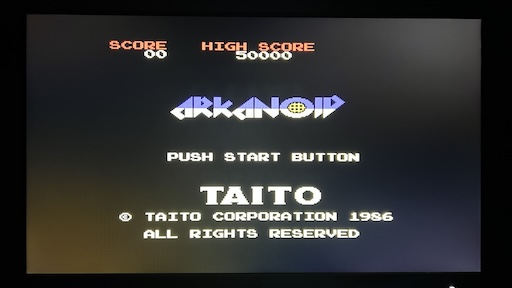 SCORE HIGH SCORE
00 50000
ARKANOID
PUSH START BUTTON
TAITO
© TAITO CORPORATION 1986
ALL RIGHTS RESERVED